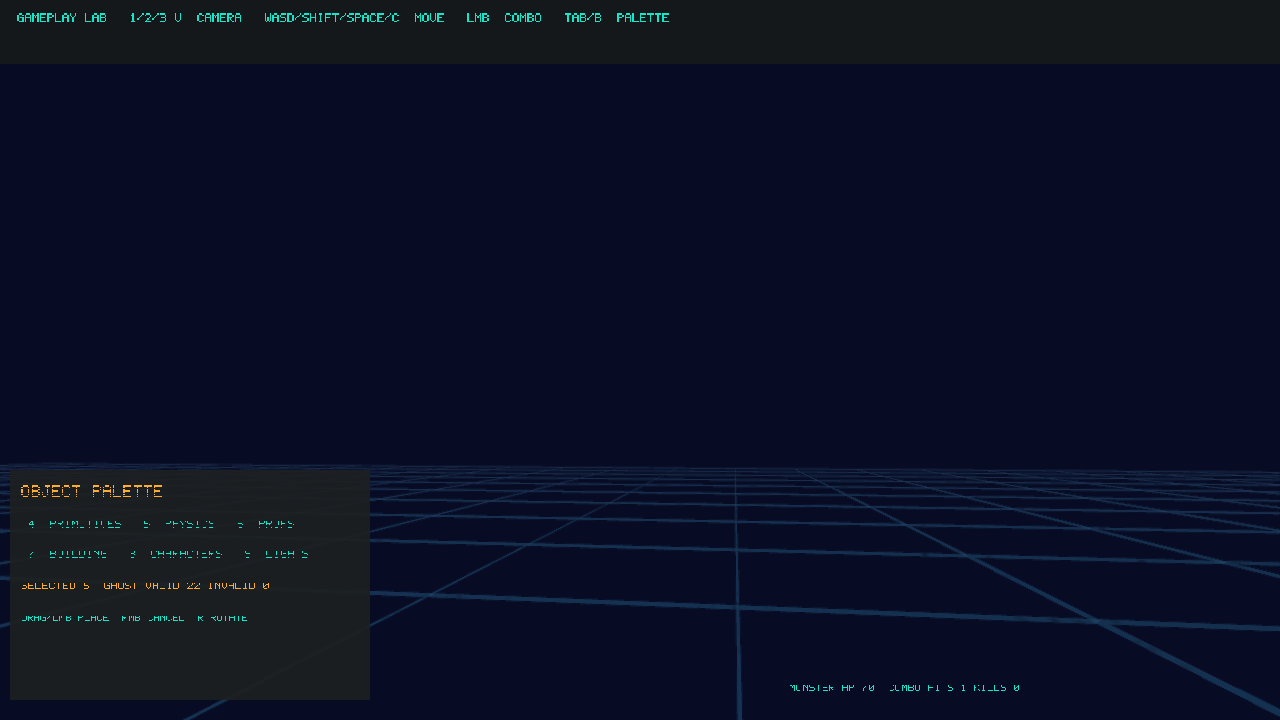 GAMEPLAY LAB 1/2/3 V CAMERA WASD/SHIFT/SPACE/C MOVE LMB COMBO TAB/B PALETTE
OBJECT PALETTE
4 PRIMITIVES 5 PHYSICS 6 PROPS
7 BUILDING 8 CHARACTERS 9 LIGHTS
SELECTED 5 GHOST VALID 22 INVALID 0
DRAG/LMB PLACE RMB CANCEL R ROTATE
MONSTER HP 70 COMBO HITS 1 KILLS 0